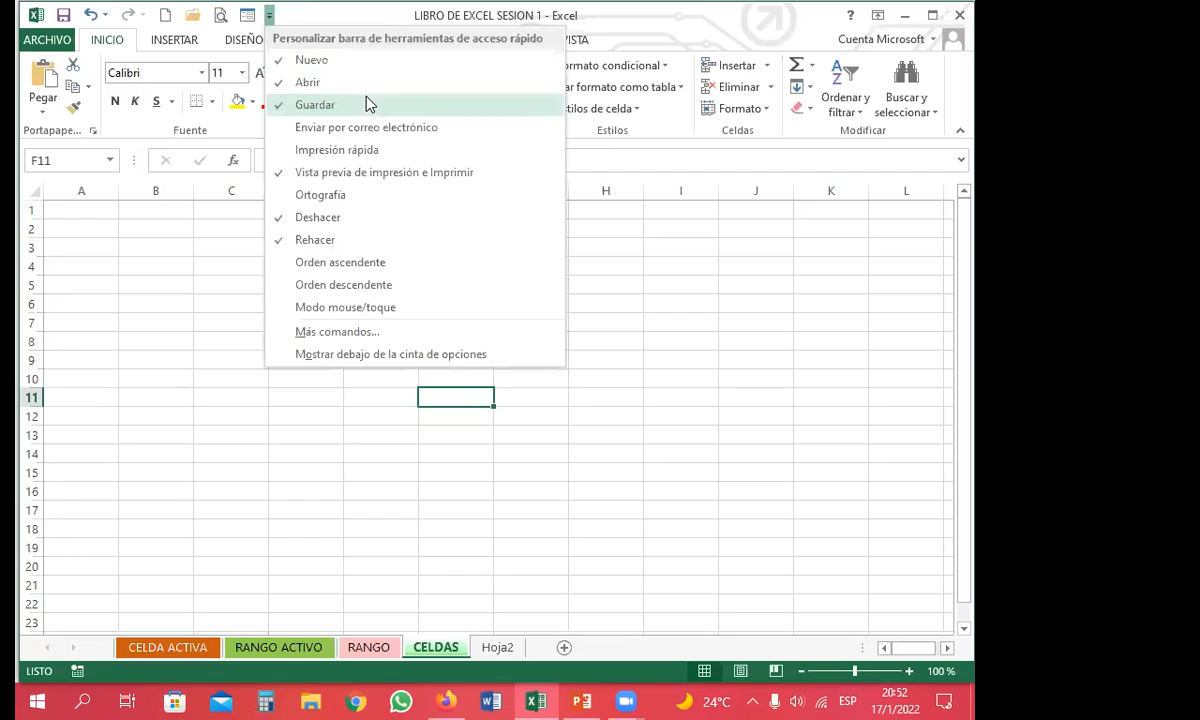 LIBRO DE EXCEL SESION 1 - Excel
?
ARCHIVO INICIO INSERTAR DISEÑO VISTA Cuenta Microsoft
Personalizar barra de herramientas de acceso rápido
Nuevo
Abrir
Guardar
Enviar por correo electrónico
Impresión rápida
Vista previa de impresión e Imprimir
Ortografía
Deshacer
Rehacer
Orden ascendente
Orden descendente
Modo mouse/toque
Más comandos...
Mostrar debajo de la cinta de opciones
Pegar
Portapape...
Calibri 11
N K S
Fuente
ormato condicional
ar formato como tabla
stilos de celda
Estilos
Insertar
Eliminar
Formato
Celdas
Ordenar y
filtrar
Buscar y
seleccionar
Modificar
F11 fx
A B C H I J K L
1
2
3
4
5
6
7
8
9
10
11
12
13
14
15
16
17
18
19
20
21
22
23
CELDA ACTIVA RANGO ACTIVO RANGO CELDAS Hoja2
LISTO 100 %
24°C ESP
20:52
17/1/2022